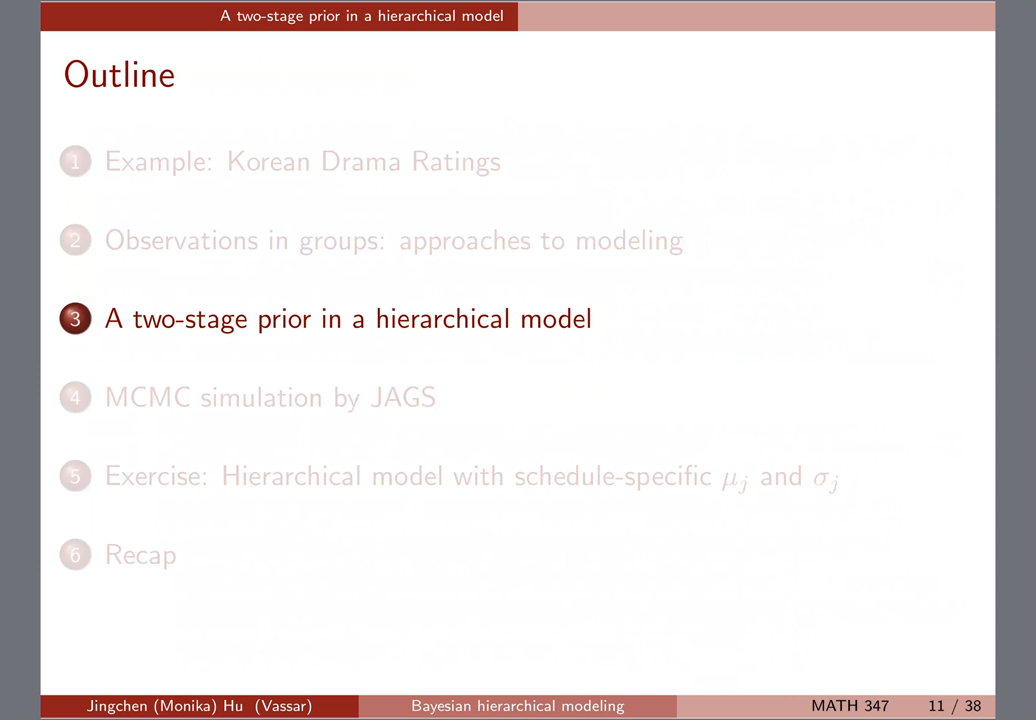 A two-stage prior in a hierarchical model
Outline
1 Example: Korean Drama Ratings
2 Observations in groups: approaches to modeling
3 A two-stage prior in a hierarchical model
4 MCMC simulation by JAGS
5 Exercise: Hierarchical model with schedule-specific μj and σj
6 Recap
Jingchen (Monika) Hu (Vassar) Bayesian hierarchical modeling MATH 347 11 / 38